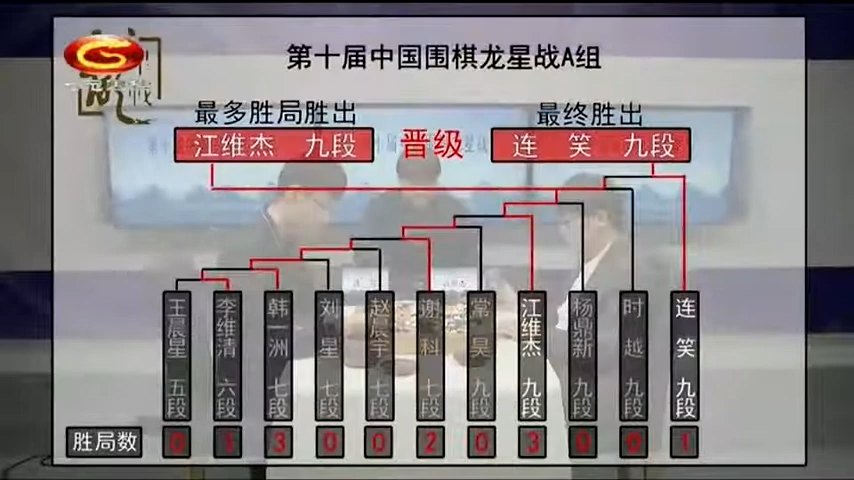 第十届中国围棋龙星战A组
最多胜局胜出
最终胜出
江维杰 九段
晋级
连 笑 九段
王晨星 五段
李维清 六段
韩一洲 七段
刘 星 七段
赵晨宇 七段
谢 科 七段
常 昊 九段
江维杰 九段
杨鼎新 九段
时 越 九段
连 笑 九段
胜局数 0 1 3 0 0 2 0 3 0 0 1